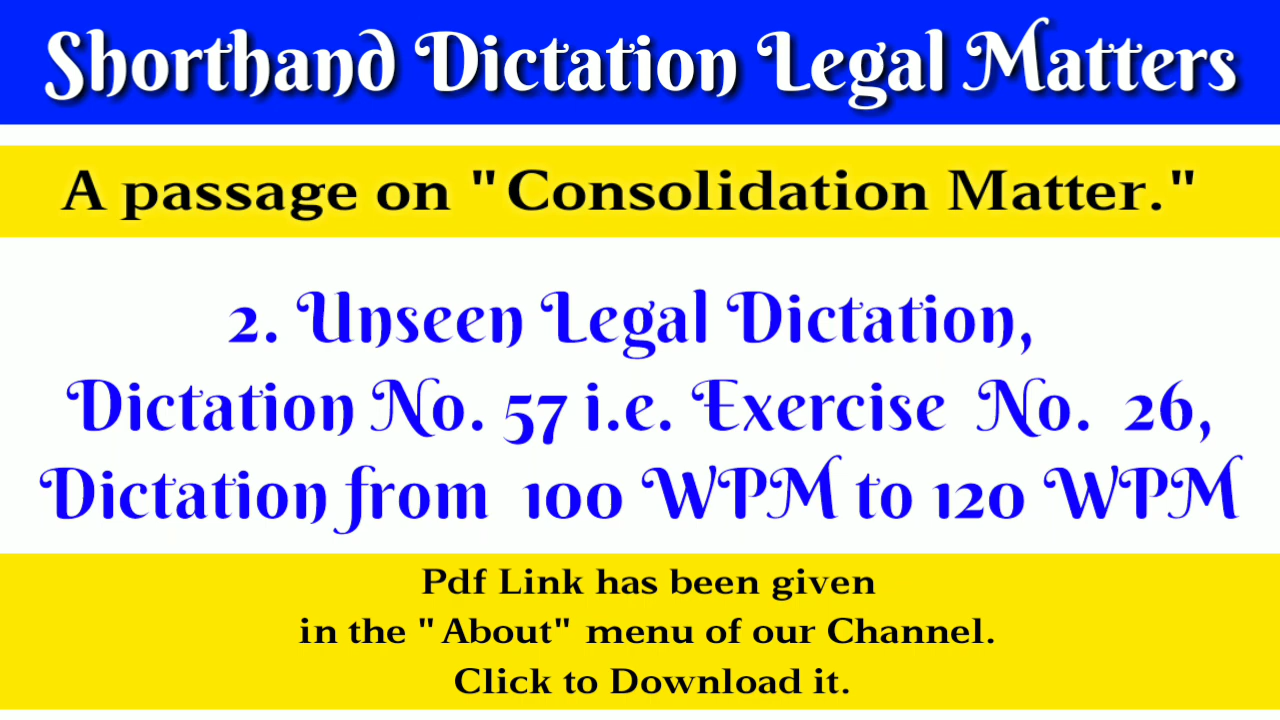 Shorthand Dictation Legal Matters
A passage on "Consolidation Matter."
2. Unseen Legal Dictation,
Dictation No. 57 i.e. Exercise No. 26,
Dictation from 100 WPM to 120 WPM
Pdf Link has been given
in the "About" menu of our Channel.
Click to Download it.